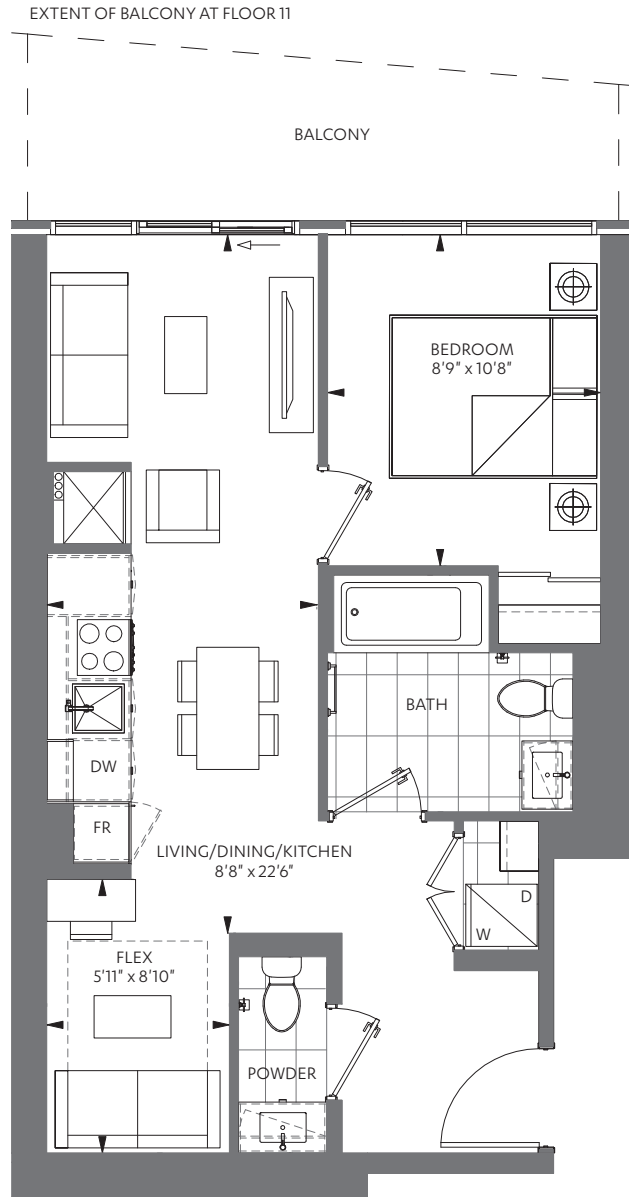 EXTENT OF BALCONY AT FLOOR 11
BALCONY
BEDROOM
8'9" x 10'8"
BATH
DW
FR
LIVING/DINING/KITCHEN
8'8" x 22'6"
D
W
FLEX
5'11" x 8'10"
POWDER